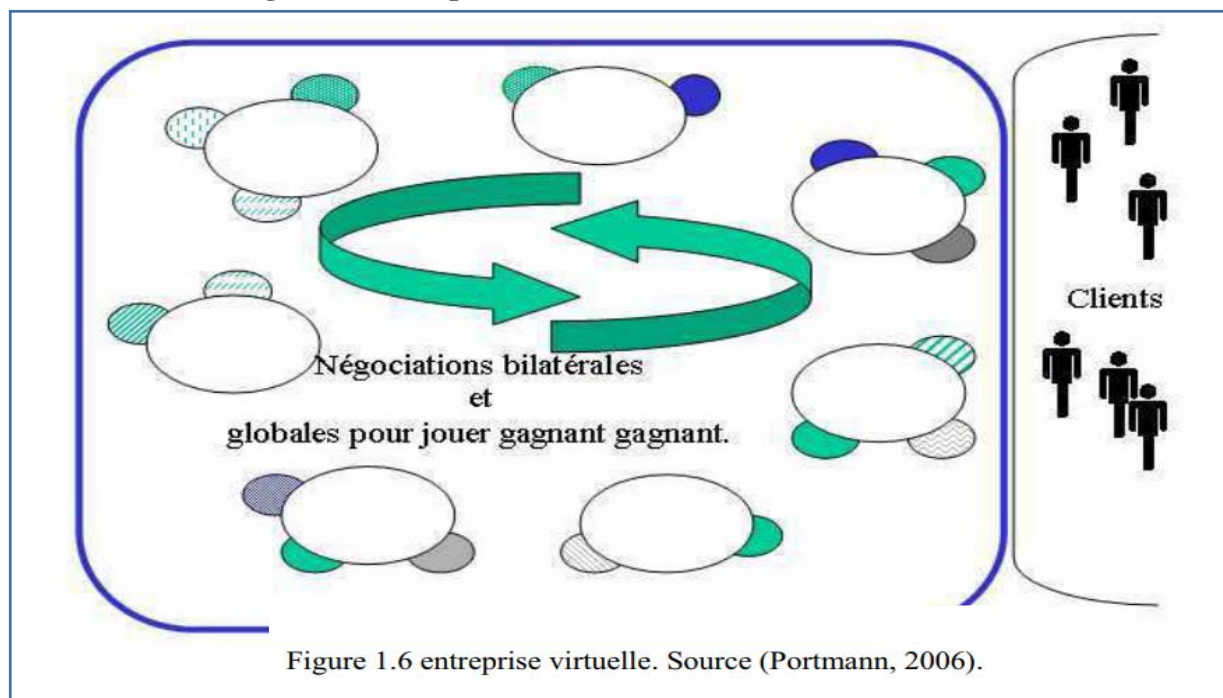 Clients
Négociations bilatérales
et
globales pour jouer gagnant gagnant.
Figure 1.6 entreprise virtuelle. Source (Portmann, 2006).